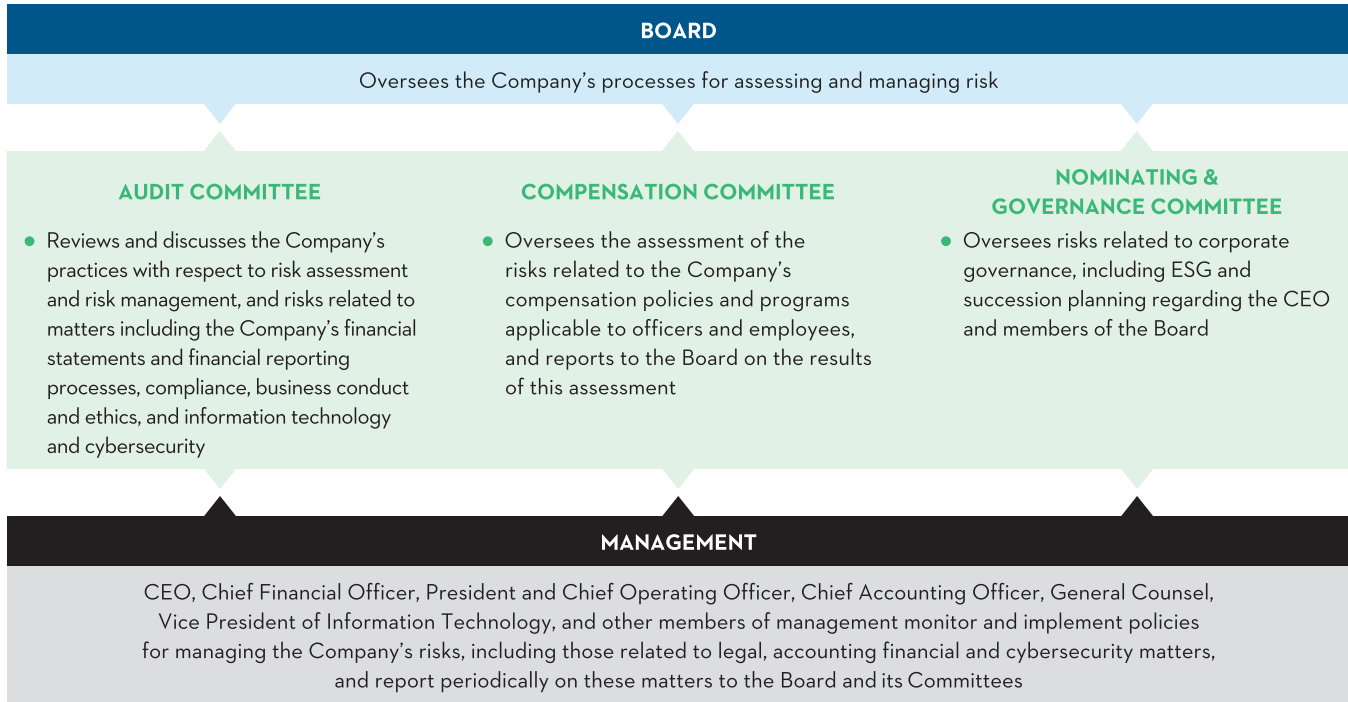 BOARD
Oversees the Company's processes for assessing and managing risk
AUDIT COMMITTEE
● Reviews and discusses the Company's
practices with respect to risk assessment
and risk management, and risks related to
matters including the Company's financial
statements and financial reporting
processes, compliance, business conduct
and ethics, and information technology
and cybersecurity
COMPENSATION COMMITTEE
● Oversees the assessment of the
risks related to the Company's
compensation policies and programs
applicable to officers and employees,
and reports to the Board on the results
of this assessment
NOMINATING &
GOVERNANCE COMMITTEE
● Oversees risks related to corporate
governance, including ESG and
succession planning regarding the CEO
and members of the Board
MANAGEMENT
CEO, Chief Financial Officer, President and Chief Operating Officer, Chief Accounting Officer, General Counsel,
Vice President of Information Technology, and other members of management monitor and implement policies
for managing the Company's risks, including those related to legal, accounting financial and cybersecurity matters,
and report periodically on these matters to the Board and its Committees